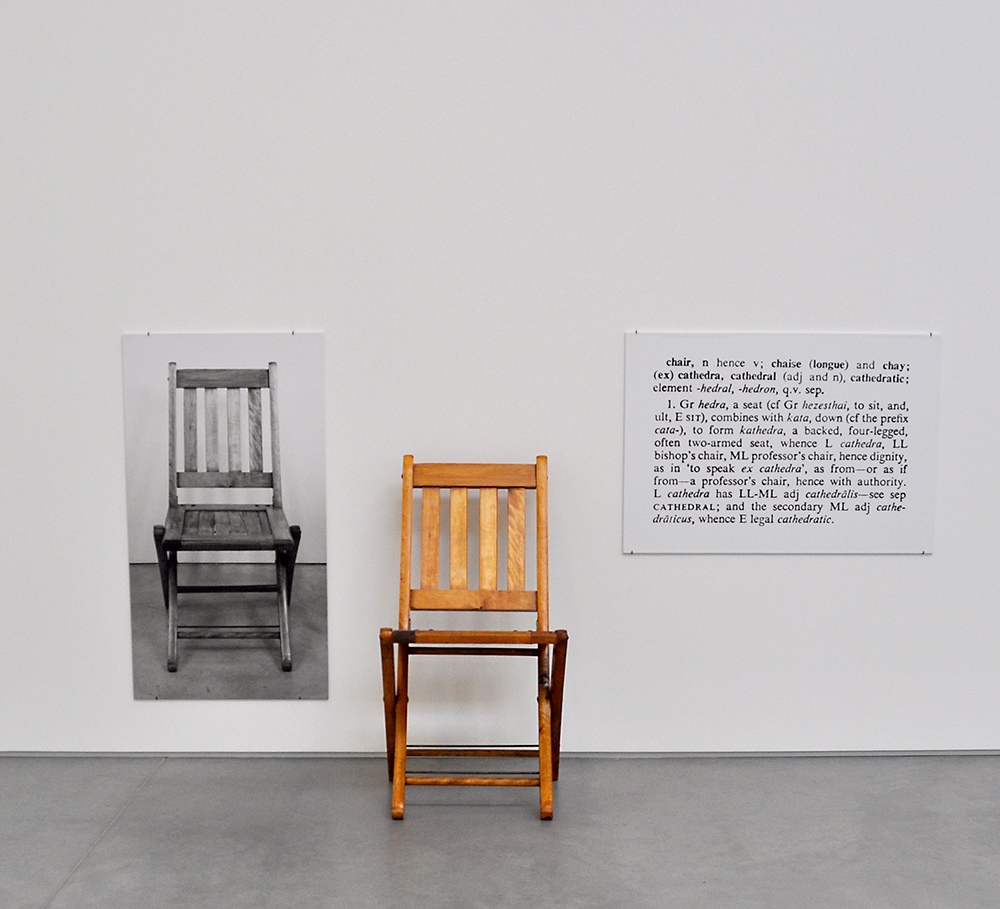 chair, n hence v; chaise (longue) and chay;
(ex) cathedra, cathedral (adj and n), cathedratic;
element -hedral, -hedron, q.v. sep.
1. Gr hedra, a seat (cf Gr hezesthai, to sit, and,
ult, E SIT), combines with kata, down (cf the prefix
cata-), to form kathedra, a backed, four-legged,
often two-armed seat, whence L cathedra, LL
bishop's chair, ML professor's chair, hence dignity,
as in 'to speak ex cathedra', as from—or as if
from—a professor's chair, hence with authority.
L cathedra has LL-ML adj cathedrālis—see sep
CATHEDRAL; and the secondary ML adj cathe-
drāticus, whence E legal cathedratic.